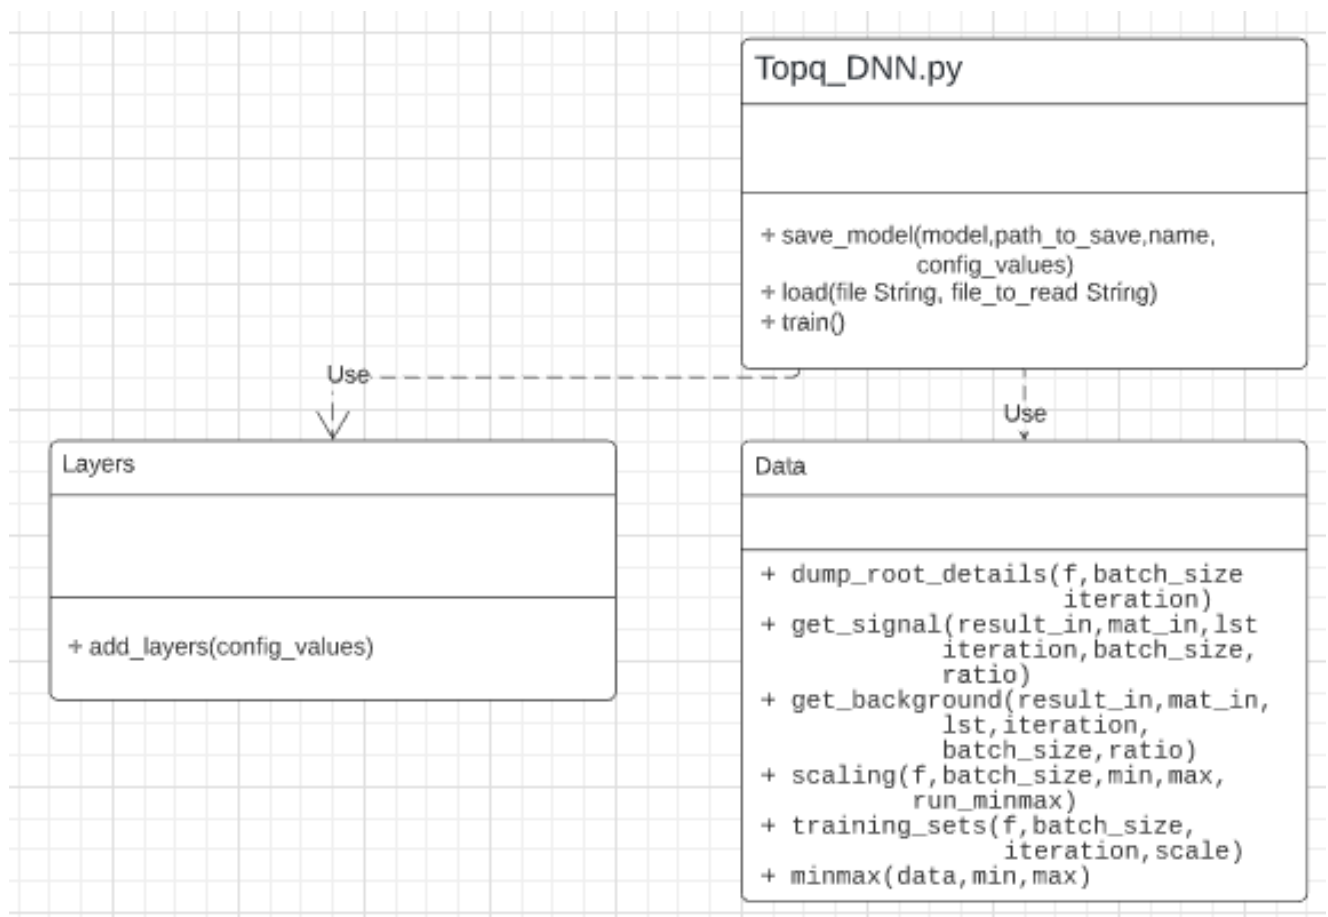 Topq_DNN.py
+ save_model(model,path_to_save,name,
config_values)
+ load(file String, file_to_read String)
+ train()
Use
Use
Layers
+ add_layers(config_values)
Data
+ dump_root_details(f,batch_size
iteration)
+ get_signal(result_in,mat_in,lst
iteration,batch_size,
ratio)
+ get_background(result_in,mat_in,
lst,iteration,
batch_size,ratio)
+ scaling(f,batch_size,min,max,
run_minmax)
+ training_sets(f,batch_size,
iteration,scale)
+ minmax(data,min,max)